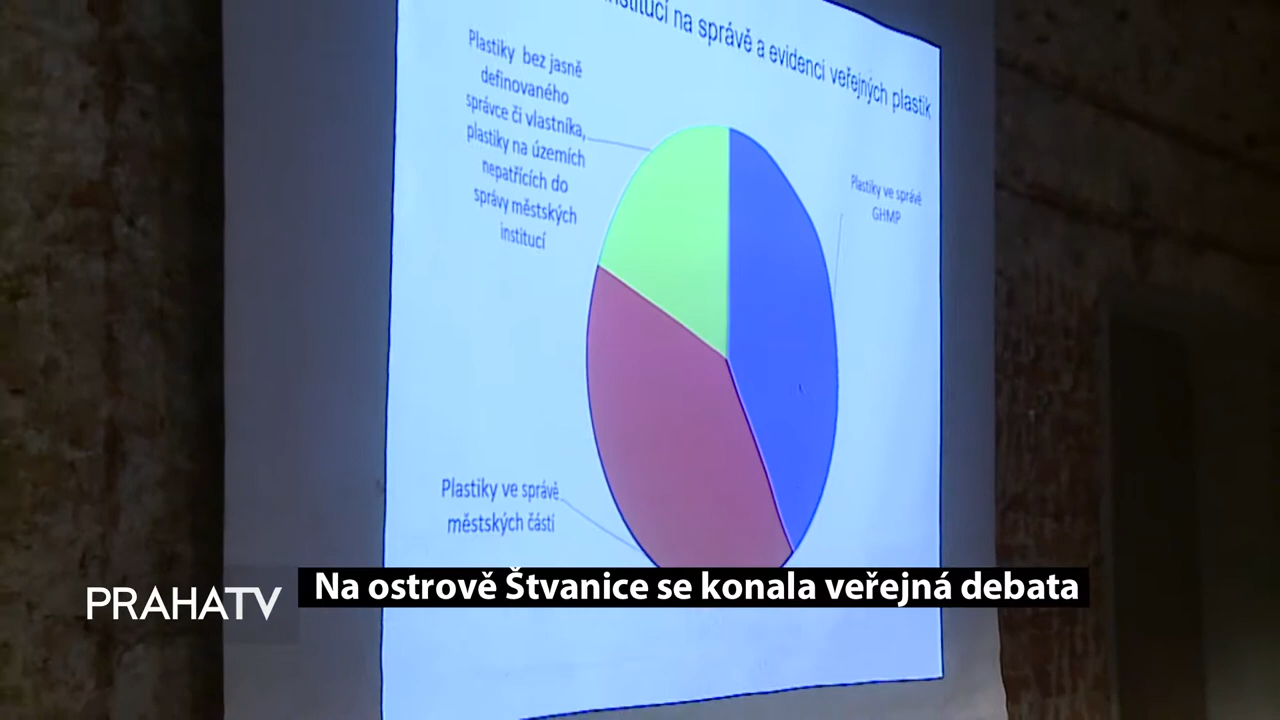 institucí na správě a evidenci veřejných plastik
Plastiky bez jasně
definovaného
správce či vlastníka,
plastiky na územích
nepatřících do
správy městských
institucí
Plastiky ve správě
GHMP
Plastiky ve správě
městských částí
PRAHATV
Na ostrově Štvanice se konala veřejná debata